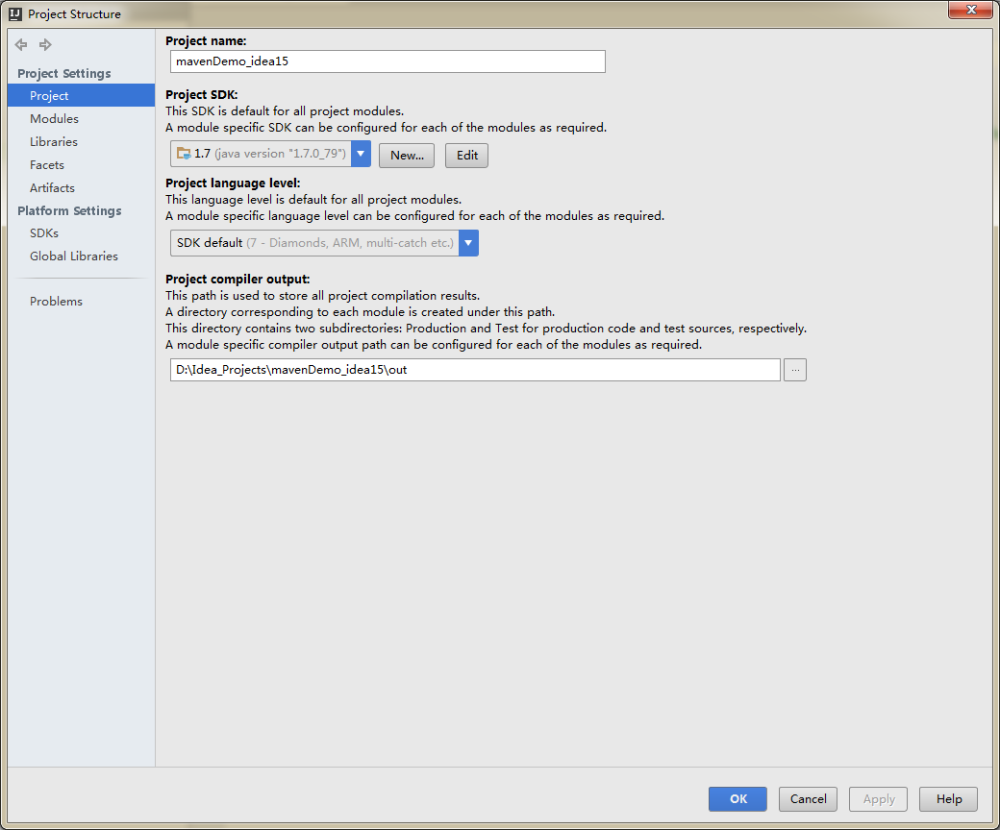 IJ Project Structure
X
Project Settings
Project
Modules
Libraries
Facets
Artifacts
Platform Settings
SDKs
Global Libraries
Problems
Project name:
mavenDemo_idea15
Project SDK:
This SDK is default for all project modules.
A module specific SDK can be configured for each of the modules as required.
1.7 (java version "1.7.0_79") New... Edit
Project language level:
This language level is default for all project modules.
A module specific language level can be configured for each of the modules as required.
SDK default (7 - Diamonds, ARM, multi-catch etc.)
Project compiler output:
This path is used to store all project compilation results.
A directory corresponding to each module is created under this path.
This directory contains two subdirectories: Production and Test for production code and test sources, respectively.
A module specific compiler output path can be configured for each of the modules as required.
D:\Idea_Projects\mavenDemo_idea15\out ...
OK Cancel Apply Help